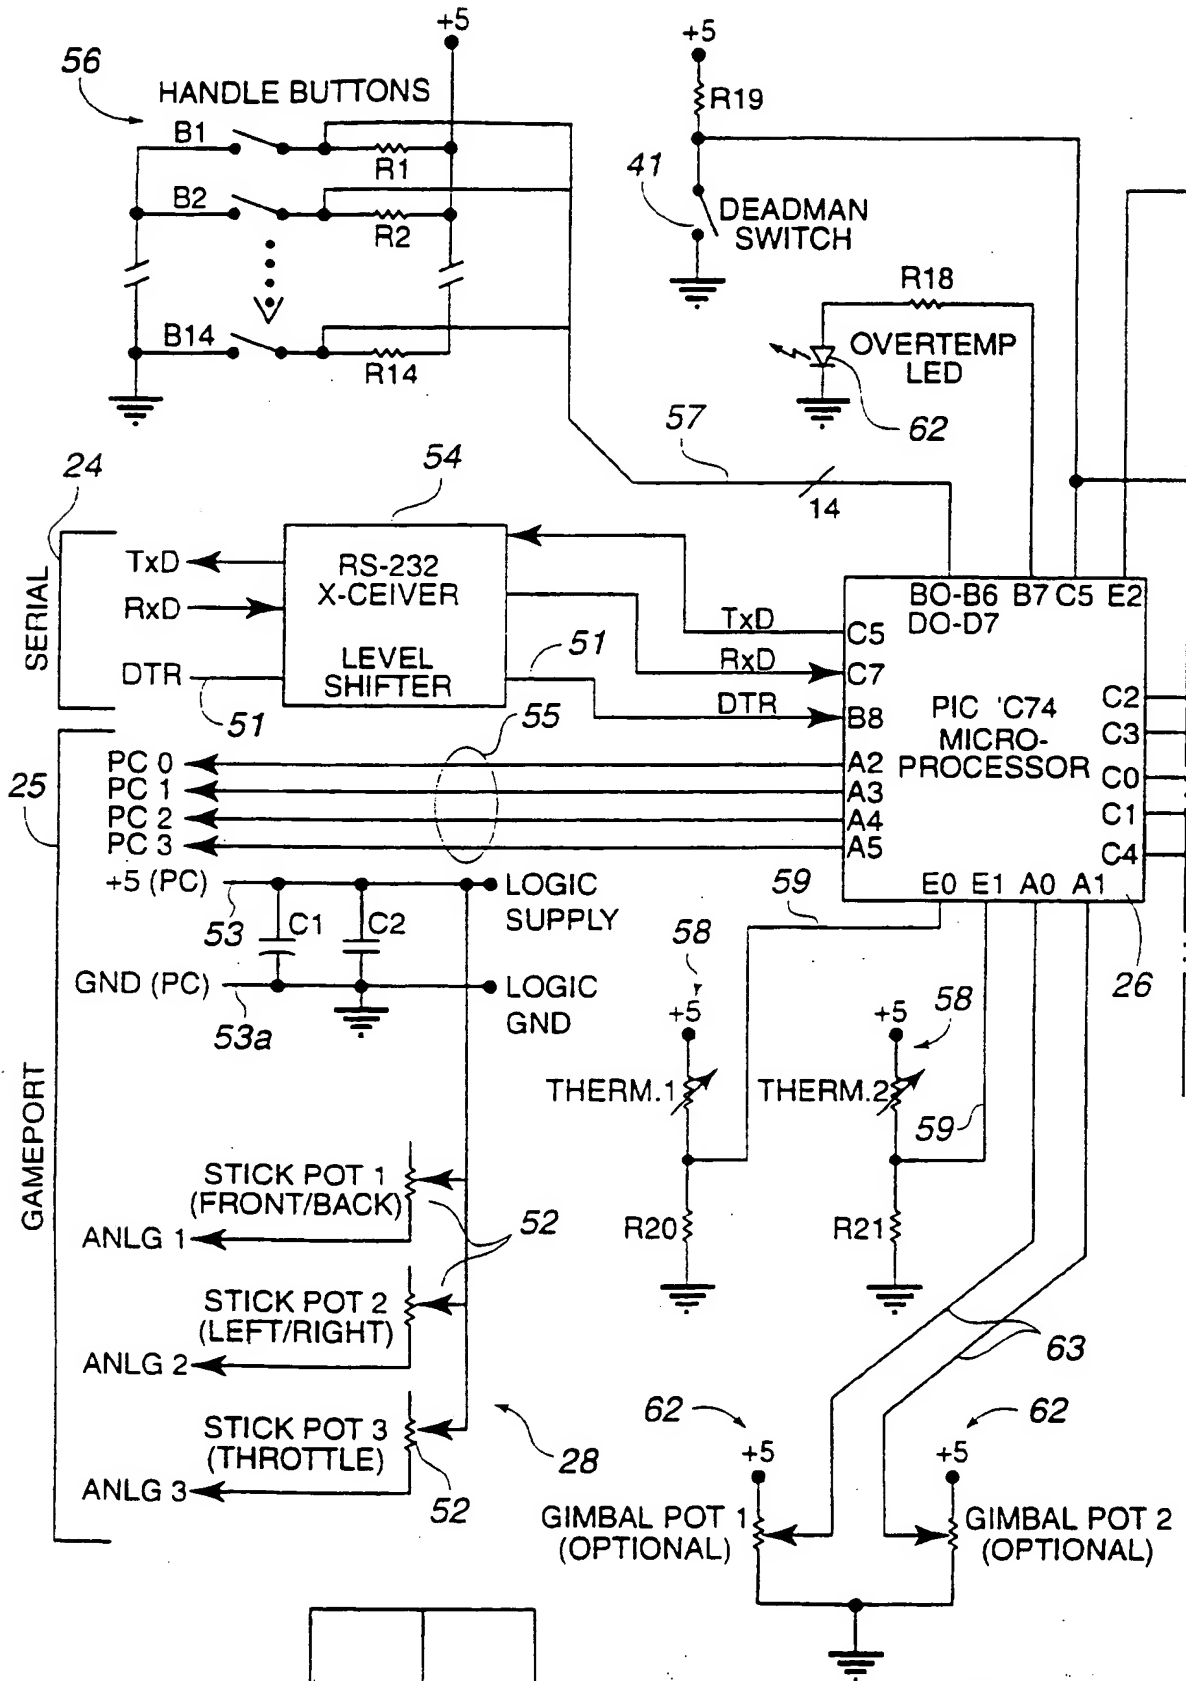 +5
+5
56
HANDLE BUTTONS
R19
B1
R1
41
B2
DEADMAN
SWITCH
R2
R18
B14
OVERTEMP
LED
R14
62
54
57
24
14
TxD
RS-232
X-CEIVER
BO-B6 B7 C5 E2
DO-D7
RxD
TxD
C5
SERIAL
LEVEL
SHIFTER
51
RxD
C7
DTR
C2
51
55
DTR
B8
PIC 'C74
MICRO-
PROCESSOR
C3
25
PC 0
A2
C0
PC 1
A3
C1
PC 2
A4
PC 3
A5
C4
+5 (PC)
LOGIC
SUPPLY
59
E0 E1 A0 A1
53
C1
C2
58
26
GND (PC)
LOGIC
GND
53a
+5
+5
58
THERM.1
THERM.2
59
GAMEPORT
STICK POT 1
(FRONT/BACK)
52
R20
R21
ANLG 1
STICK POT 2
(LEFT/RIGHT)
63
ANLG 2
62
62
STICK POT 3
(THROTTLE)
28
+5
+5
52
ANLG 3
GIMBAL POT 1
(OPTIONAL)
GIMBAL POT 2
(OPTIONAL)